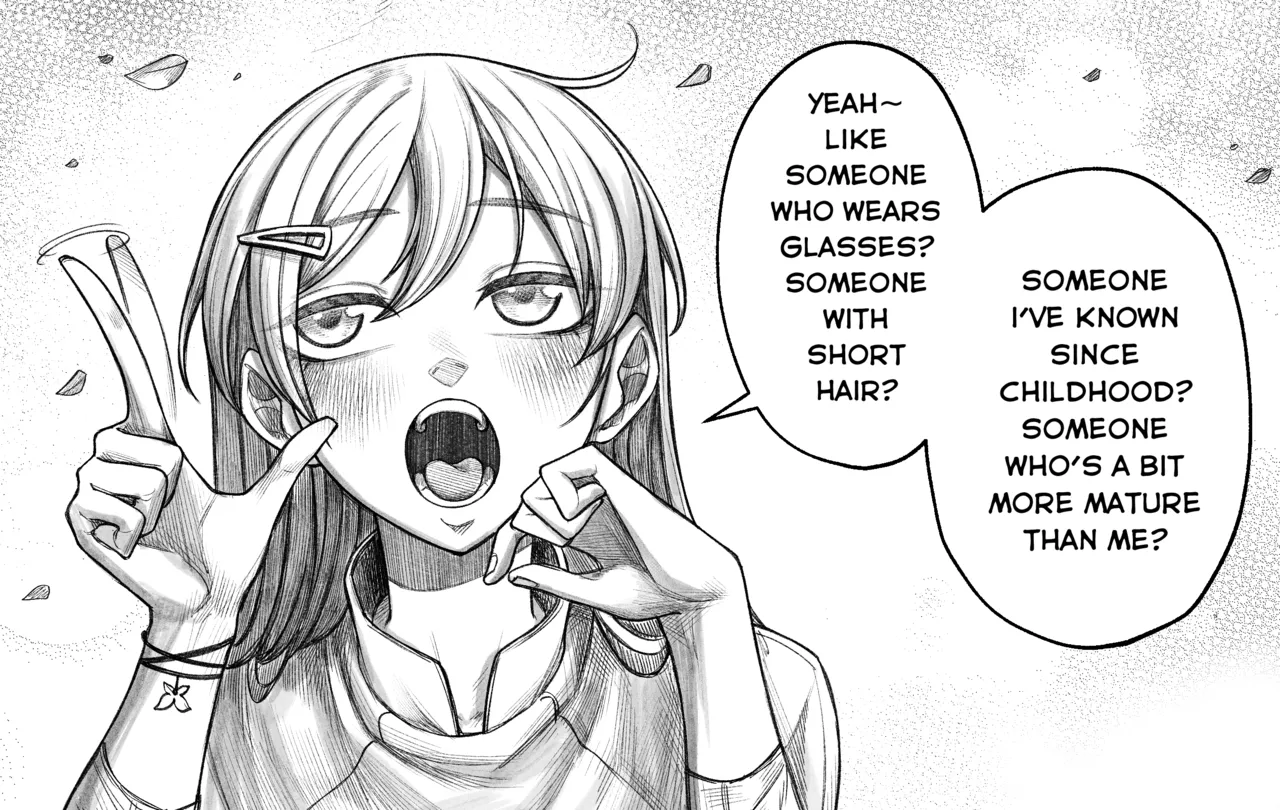 YEAH~
LIKE
SOMEONE
WHO WEARS
GLASSES?
SOMEONE
WITH
SHORT
HAIR?
SOMEONE
I'VE KNOWN
SINCE
CHILDHOOD?
SOMEONE
WHO'S A BIT
MORE MATURE
THAN ME?